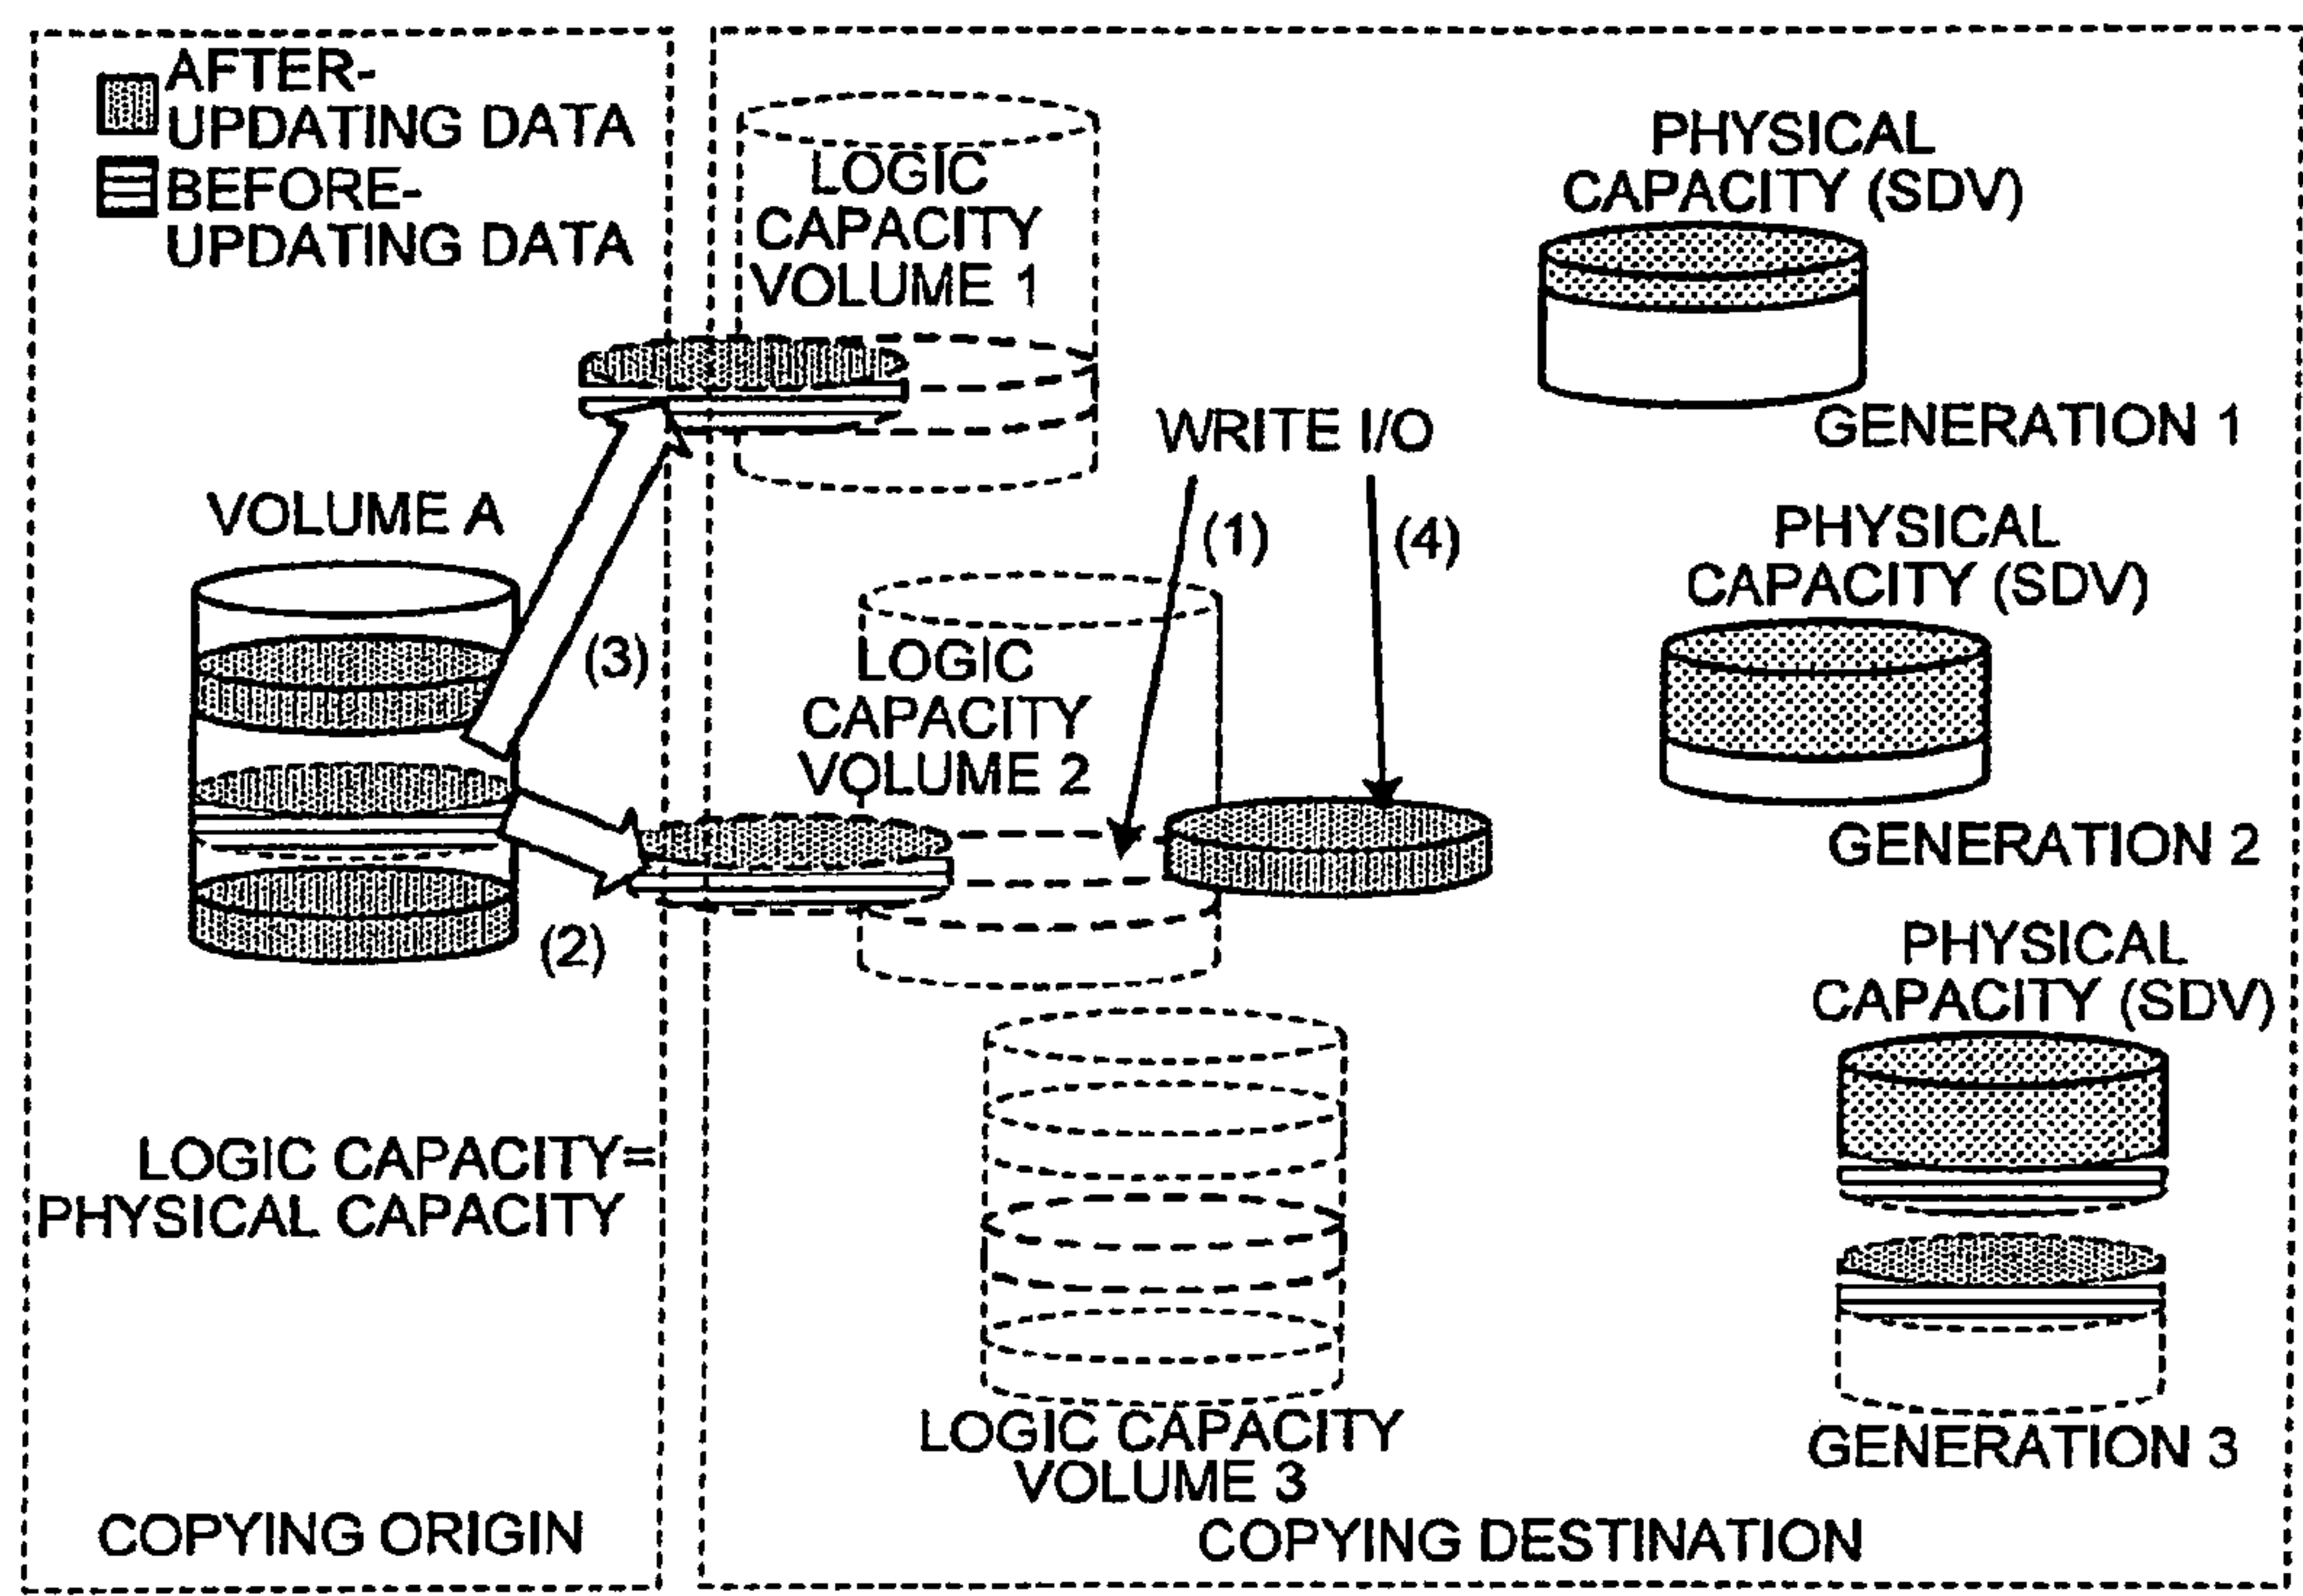 AFTER-
UPDATING DATA
BEFORE-
UPDATING DATA
VOLUME A
(3)
(2)
LOGIC CAPACITY=
PHYSICAL CAPACITY
COPYING ORIGIN
LOGIC
CAPACITY
VOLUME 1
WRITE I/O
(1)
(4)
LOGIC
CAPACITY
VOLUME 2
LOGIC CAPACITY
VOLUME 3
PHYSICAL
CAPACITY (SDV)
GENERATION 1
PHYSICAL
CAPACITY (SDV)
GENERATION 2
PHYSICAL
CAPACITY (SDV)
GENERATION 3
COPYING DESTINATION